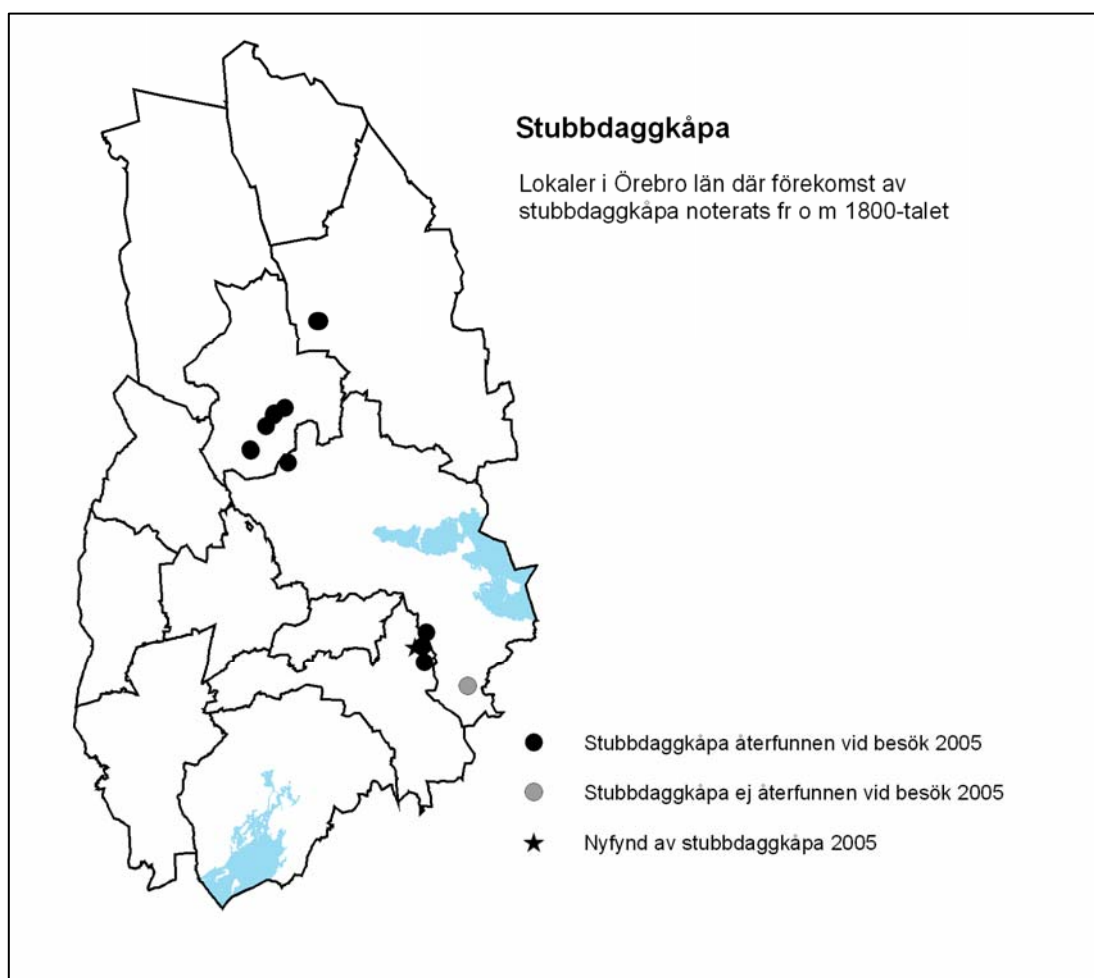 Stubbdaggkåpa
Lokaler i Örebro län där förekomst av
stubbdaggkåpa noterats fr o m 1800-talet
Stubbdaggkåpa återfunnen vid besök 2005
Stubbdaggkåpa ej återfunnen vid besök 2005
Nyfynd av stubbdaggkåpa 2005